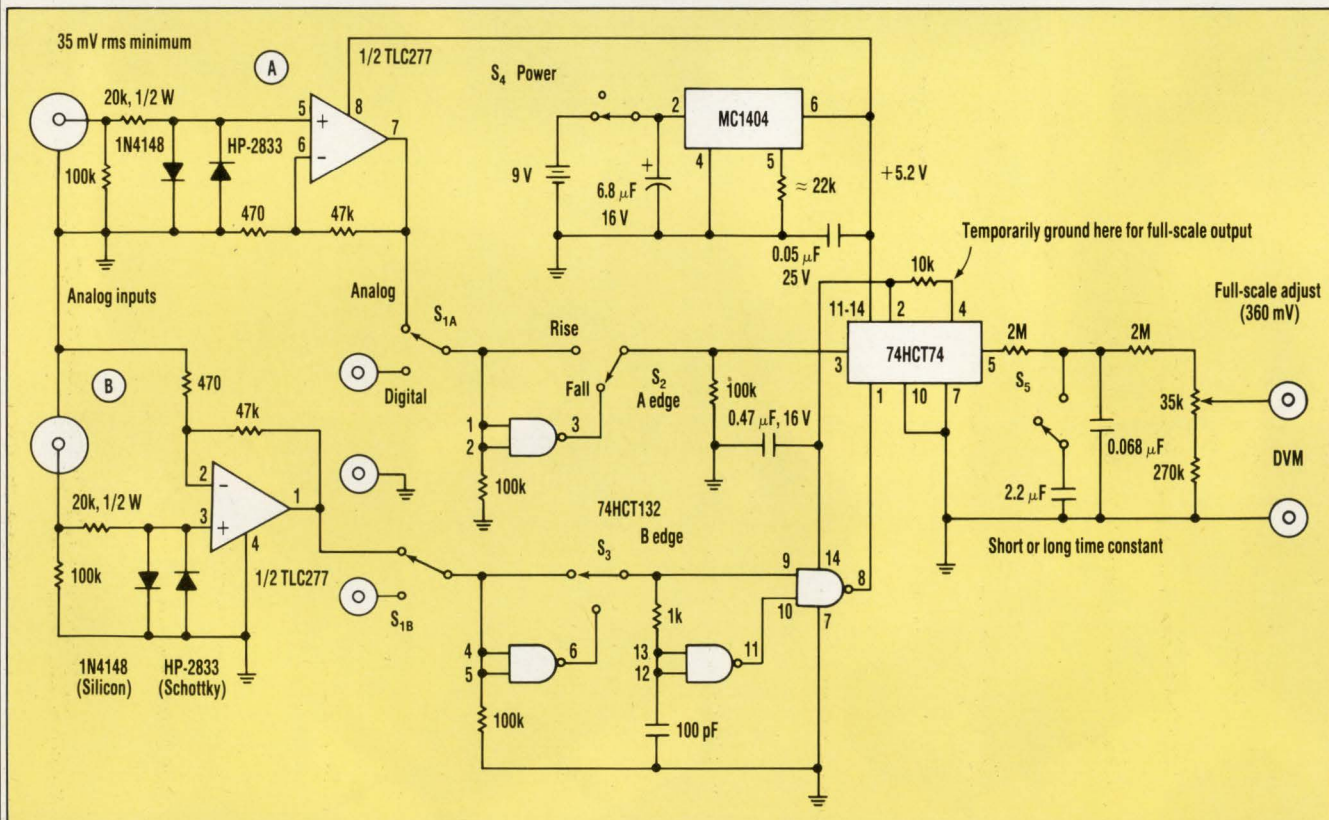 35 mV rms minimum
A
1/2 TLC277
20k, 1/2 W
1N4148
HP-2833
100k
5
+
6
−
8
7
470
47k
Analog inputs
S4 Power
9 V
+
6.8 µF
16 V
2
MC1404
6
4
5
≈ 22k
+5.2 V
0.05 µF
25 V
Temporarily ground here for full-scale output
10k
Full-scale adjust
(360 mV)
Analog
S1A
Digital
Rise
Fall
S2
A edge
1
2
3
100k
100k
0.47 µF, 16 V
11-14
2
4
74HCT74
3
5
1
10
7
2M
S5
2M
0.068 µF
2.2 µF
35k
270k
DVM
Short or long time constant
B
470
47k
2
−
3
+
1
4
20k, 1/2 W
100k
1/2 TLC277
1N4148
(Silicon)
HP-2833
(Schottky)
S1B
74HCT132
S3
B edge
4
5
6
100k
1k
13
12
11
100 pF
9
10
14
8
7